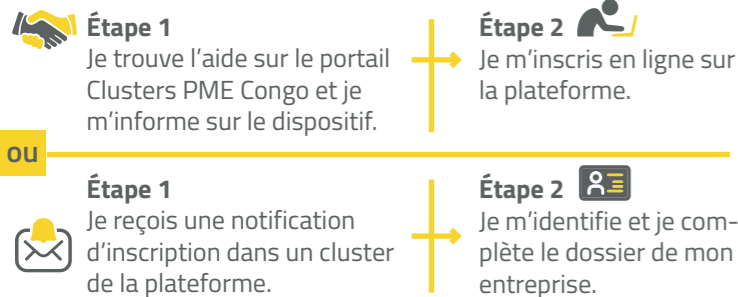 Étape 1
Je trouve l’aide sur le portail
Clusters PME Congo et je
m’informe sur le dispositif.
Étape 2
Je m’inscris en ligne sur
la plateforme.
ou
Étape 1
Je reçois une notification
d’inscription dans un cluster
de la plateforme.
Étape 2
Je m’identifie et je com-
plète le dossier de mon
entreprise.